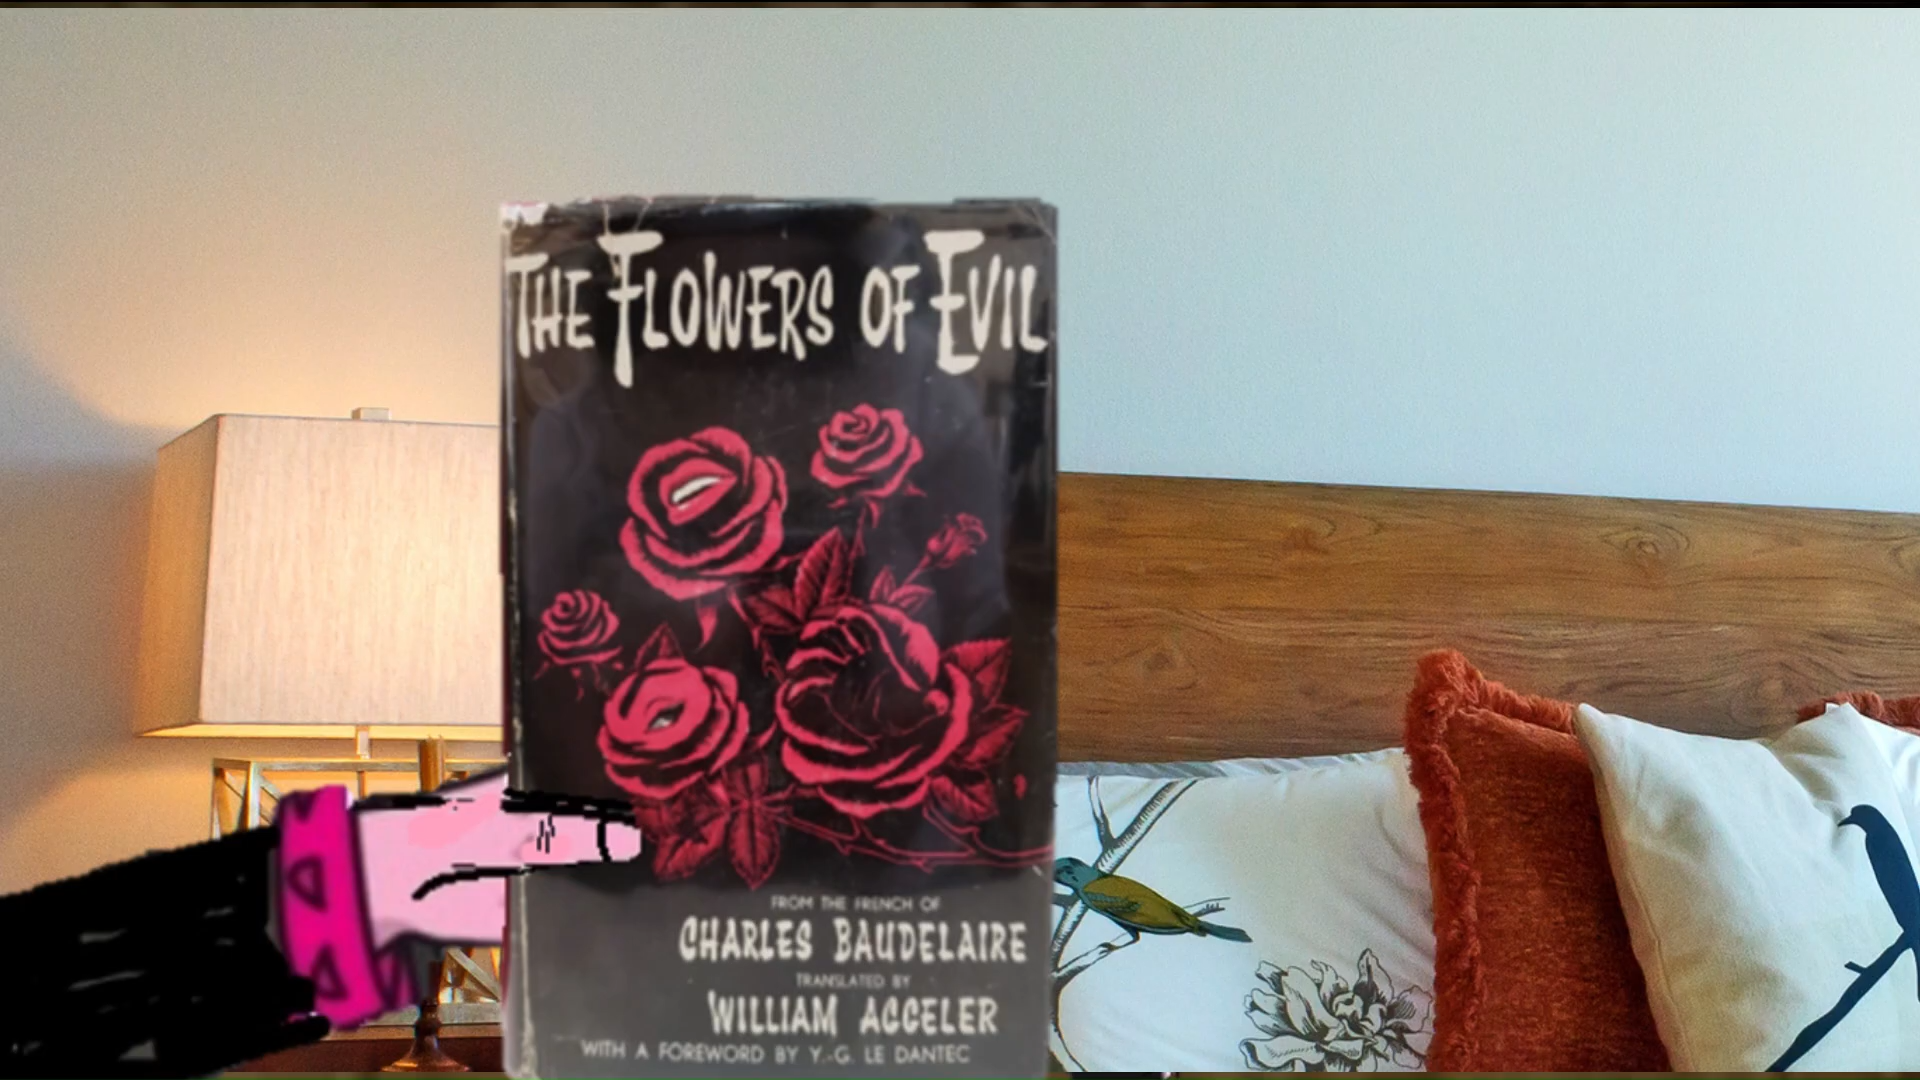 THE FLOWERS OF EVIL
FROM THE FRENCH OF
CHARLES BAUDELAIRE
TRANSLATED BY
WILLIAM AGGELER
WITH A FOREWORD BY Y.-G. LE DANTEC